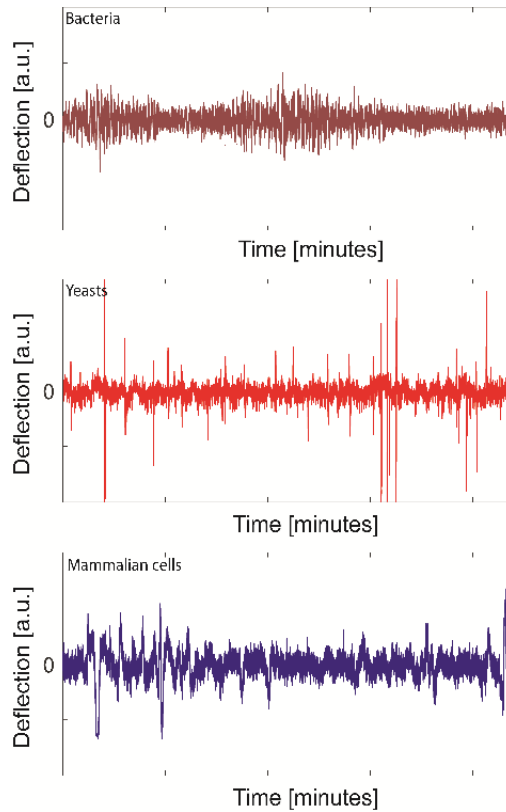 Bacteria
Deflection [a.u.]
0
Time [minutes]
Yeasts
Deflection [a.u.]
0
Time [minutes]
Mammalian cells
Deflection [a.u.]
0
Time [minutes]